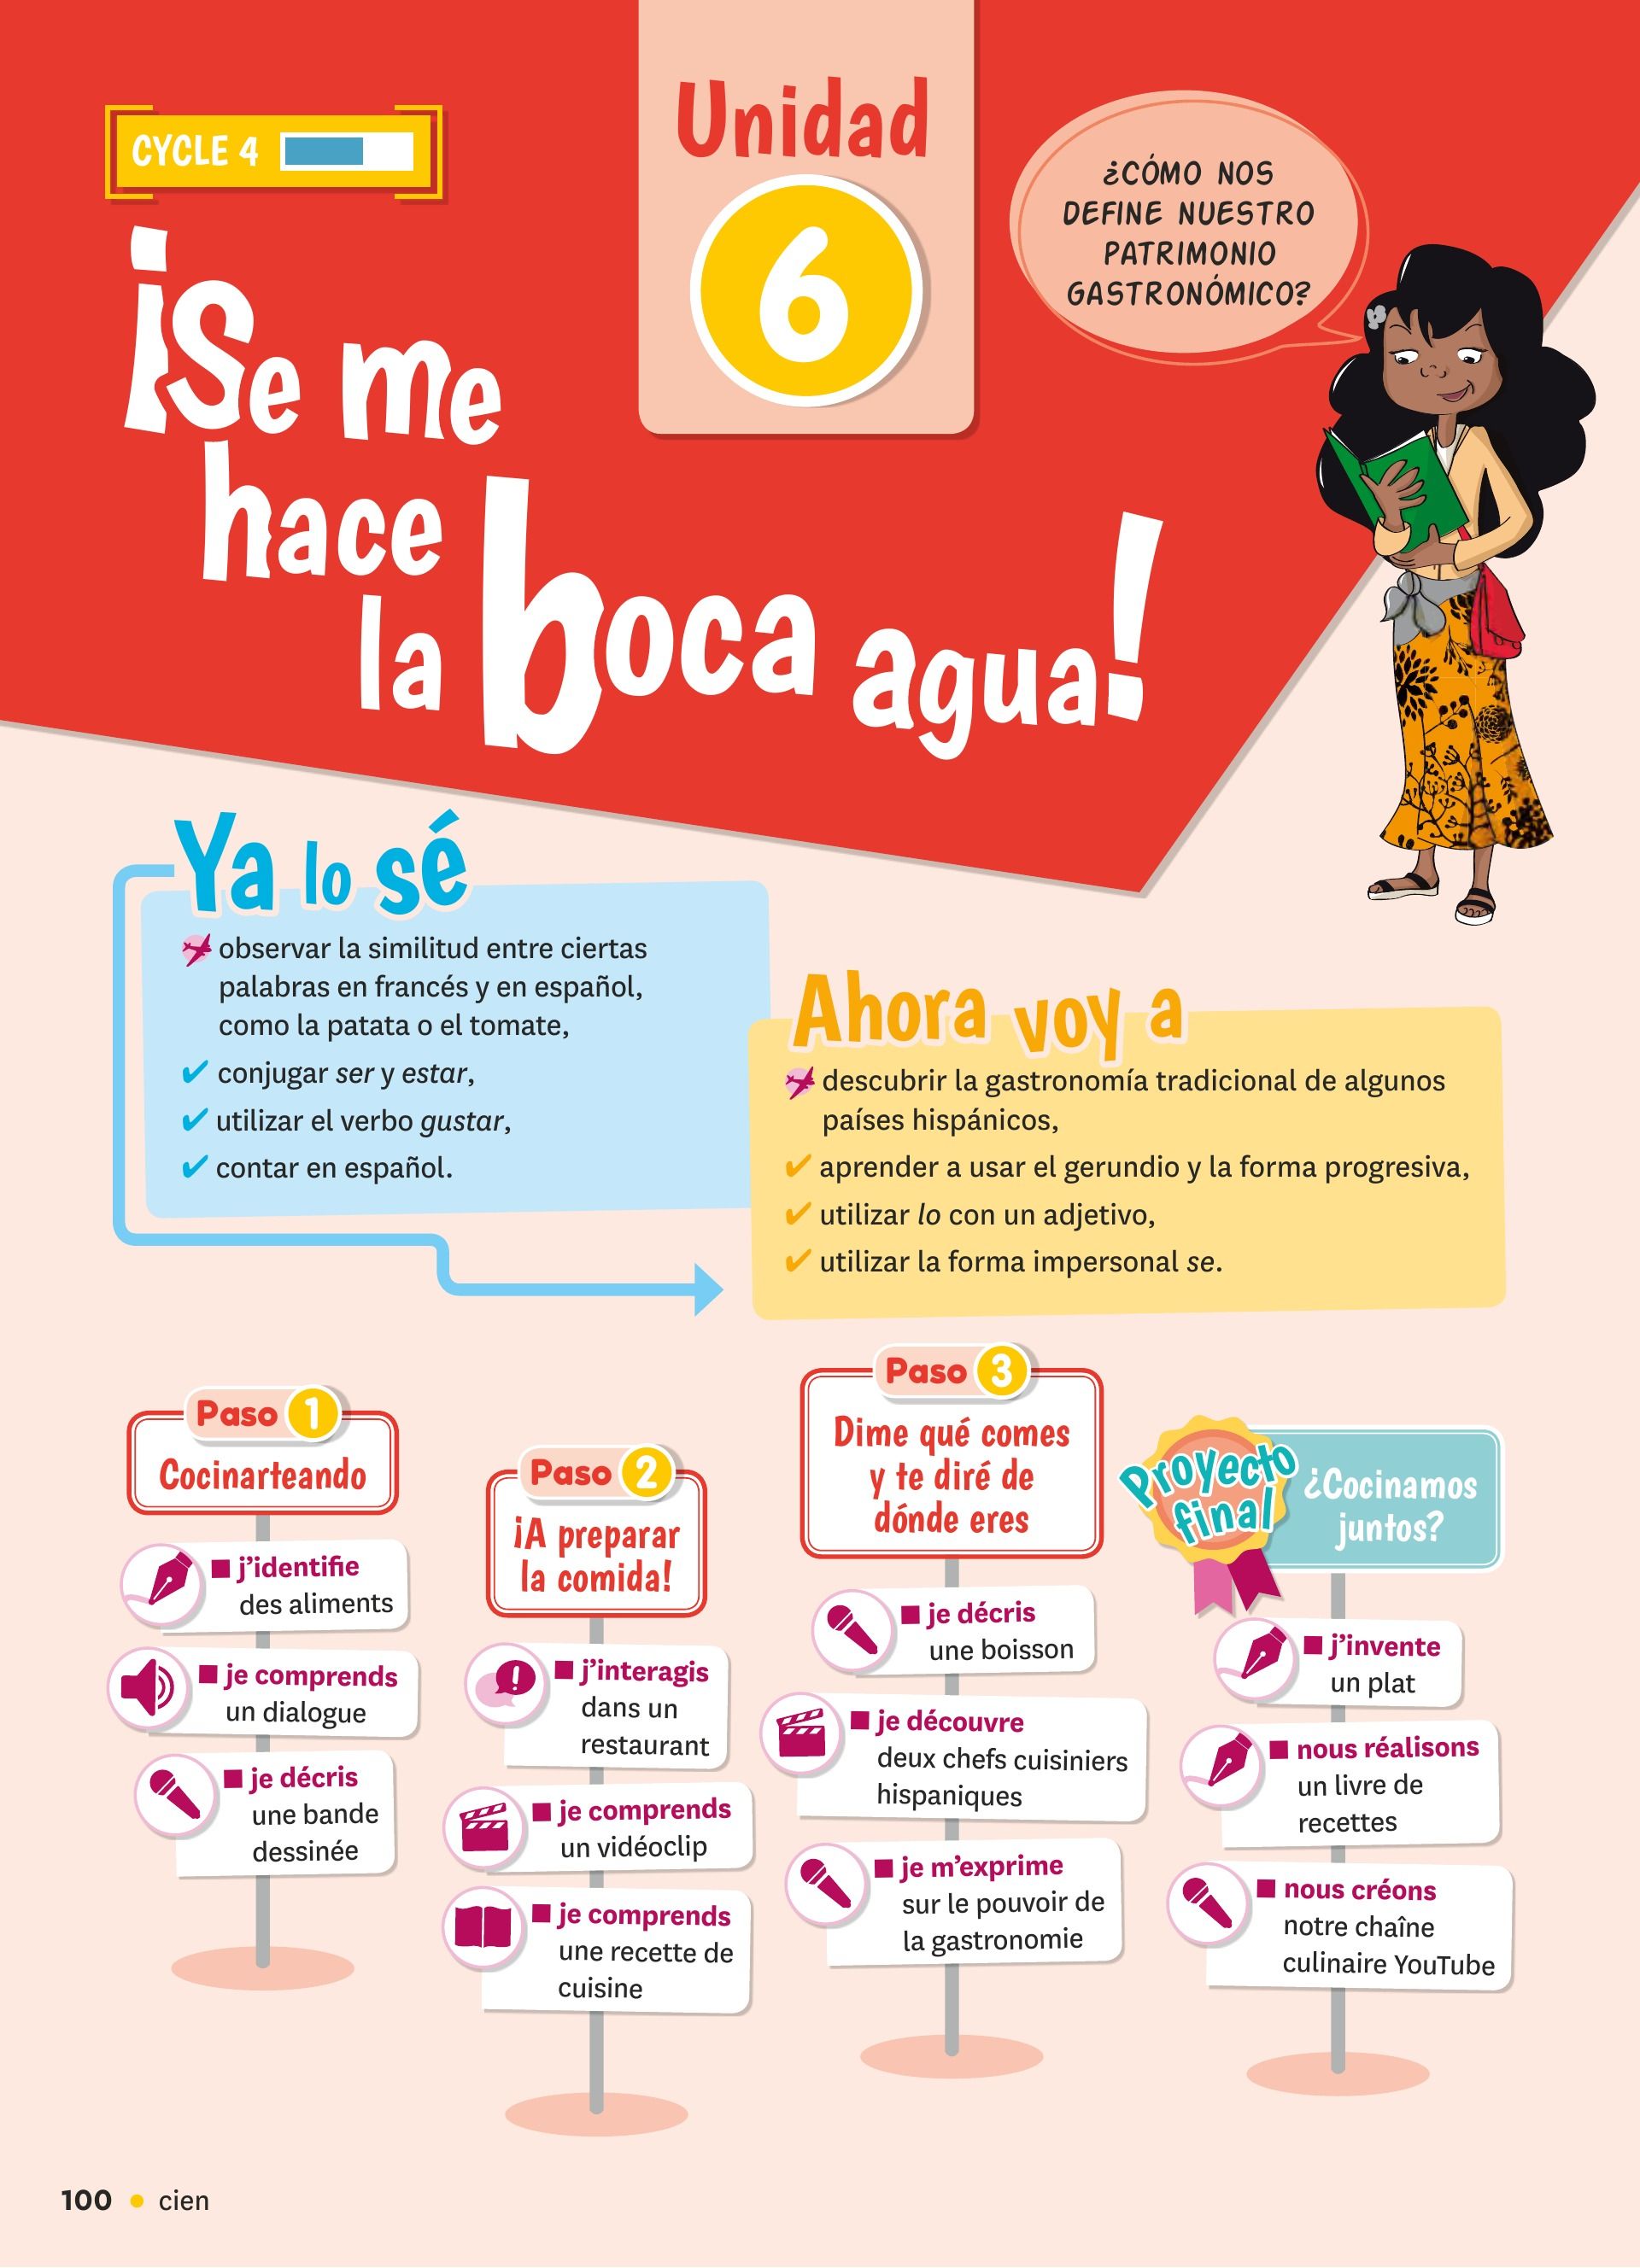 CYCLE 4
Unidad
6
¿CÓMO NOS
DEFINE NUESTRO
PATRIMONIO
GASTRONÓMICO?
¡Se me
hace
la boca agua!
Ya lo sé
observar la similitud entre ciertas
palabras en francés y en español,
como la patata o el tomate,
✔ conjugar ser y estar,
✔ utilizar el verbo gustar,
✔ contar en español.
Ahora voy a
descubrir la gastronomía tradicional de algunos
países hispánicos,
✔ aprender a usar el gerundio y la forma progresiva,
✔ utilizar lo con un adjetivo,
✔ utilizar la forma impersonal se.
Paso 1
Cocinarteando
■ j'identifie
des aliments
■ je comprends
un dialogue
■ je décris
une bande
dessinée
Paso 2
¡A preparar
la comida!
■ j'interagis
dans un
restaurant
■ je comprends
un vidéoclip
■ je comprends
une recette de
cuisine
Paso 3
Dime qué comes
y te diré de
dónde eres
■ je décris
une boisson
■ je découvre
deux chefs cuisiniers
hispaniques
■ je m'exprime
sur le pouvoir de
la gastronomie
Proyecto
final
¿Cocinamos
juntos?
■ j'invente
un plat
■ nous réalisons
un livre de
recettes
■ nous créons
notre chaîne
culinaire YouTube
100 • cien